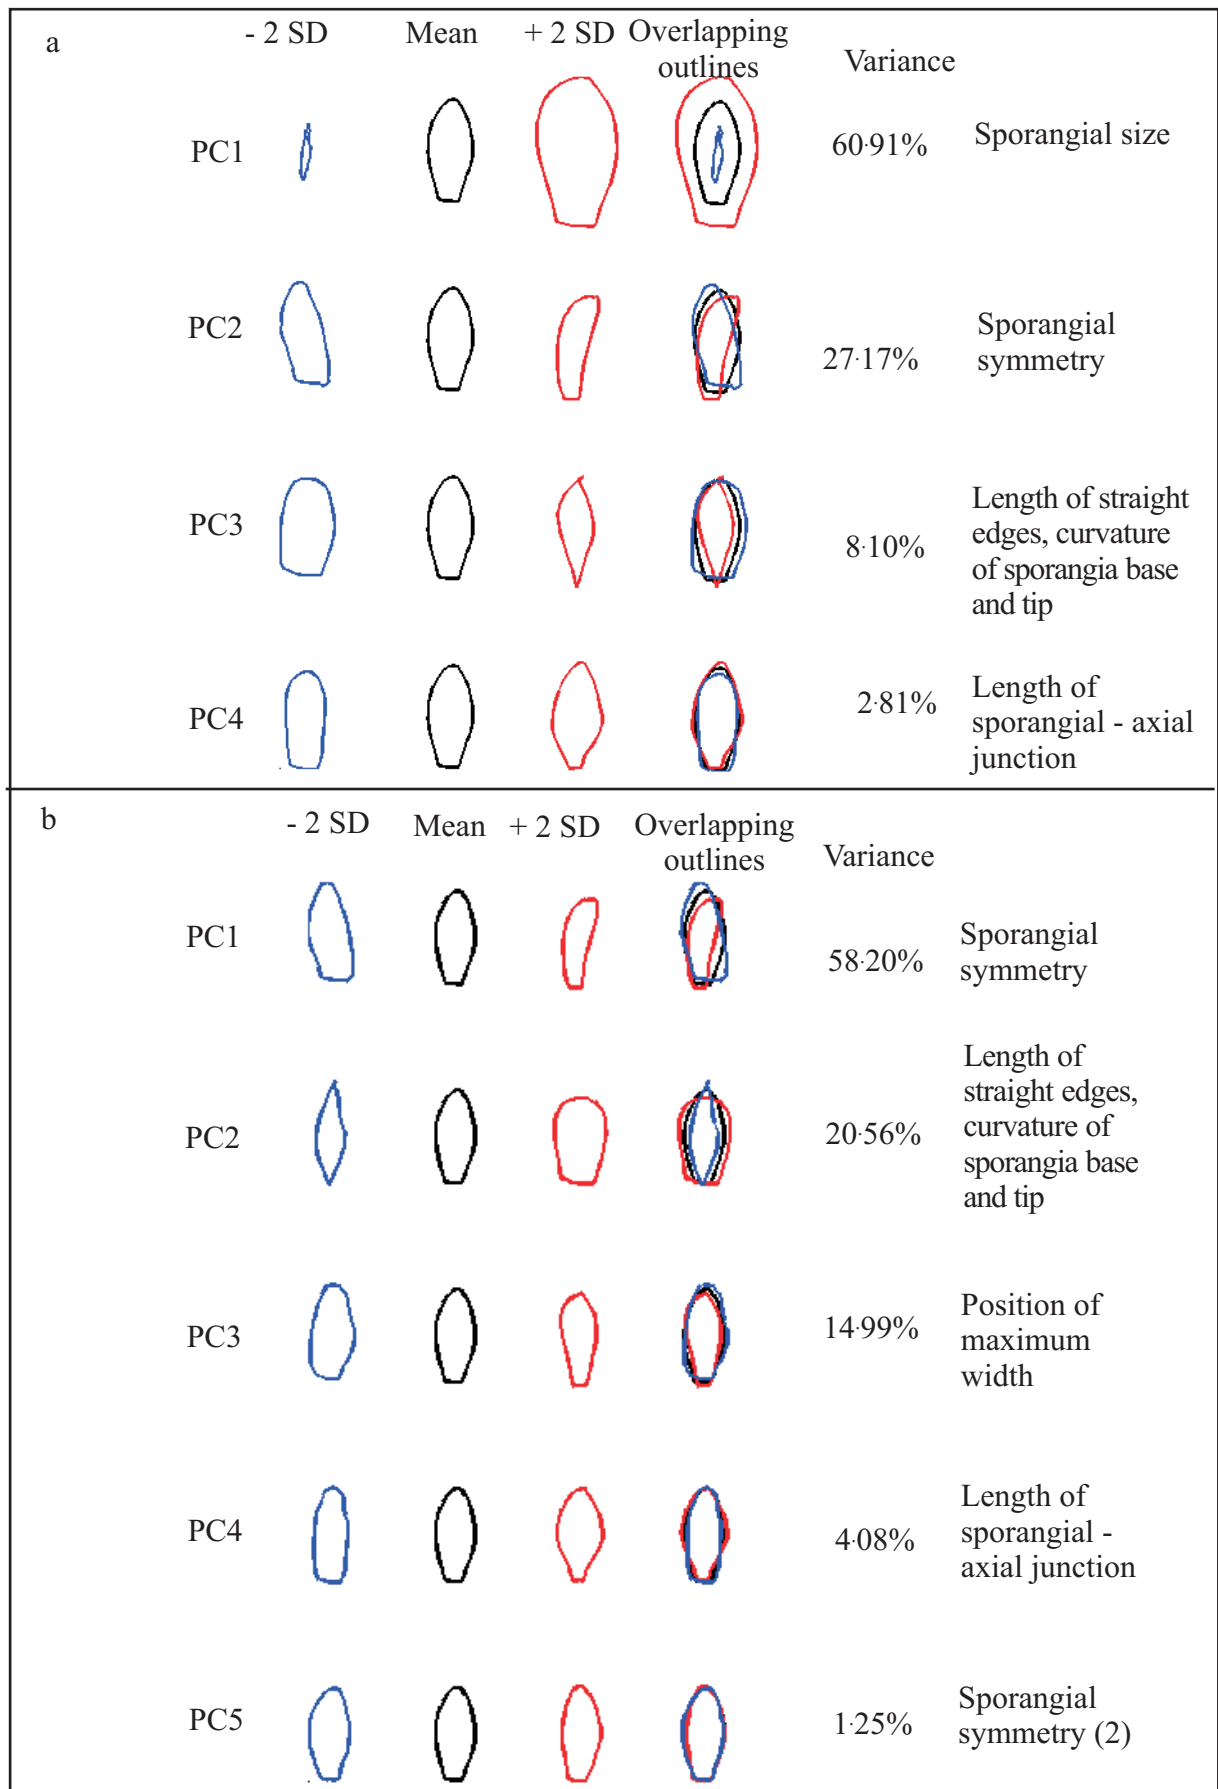 a
- 2 SD Mean + 2 SD Overlapping
outlines
Variance
PC1 60·91% Sporangial size
PC2 27·17% Sporangial
symmetry
PC3 8·10% Length of straight
edges, curvature
of sporangia base
and tip
PC4 2·81% Length of
sporangial - axial
junction
b
- 2 SD Mean + 2 SD Overlapping
outlines
Variance
PC1 58·20% Sporangial
symmetry
PC2 20·56% Length of
straight edges,
curvature of
sporangia base
and tip
PC3 14·99% Position of
maximum
width
PC4 4·08% Length of
sporangial -
axial junction
PC5 1·25% Sporangial
symmetry (2)